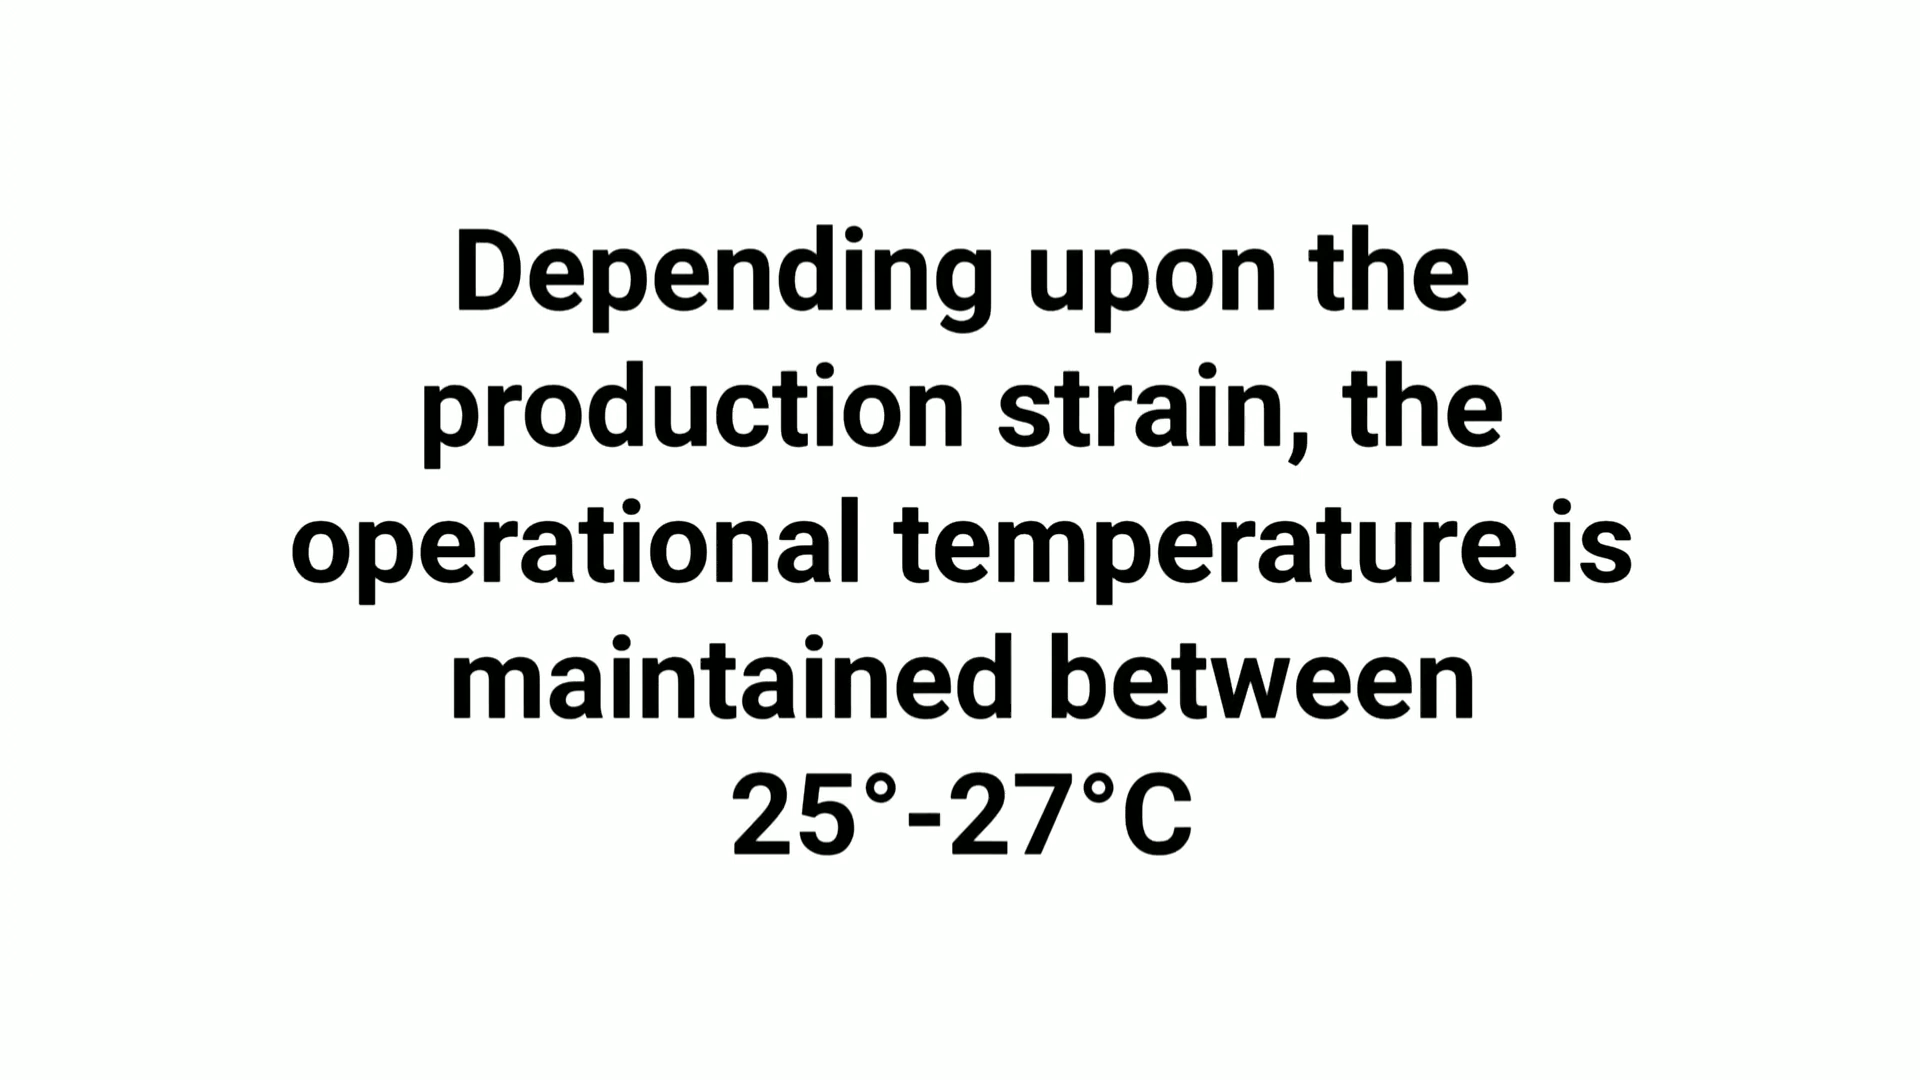 Depending upon the
production strain, the
operational temperature is
maintained between
25°-27°C